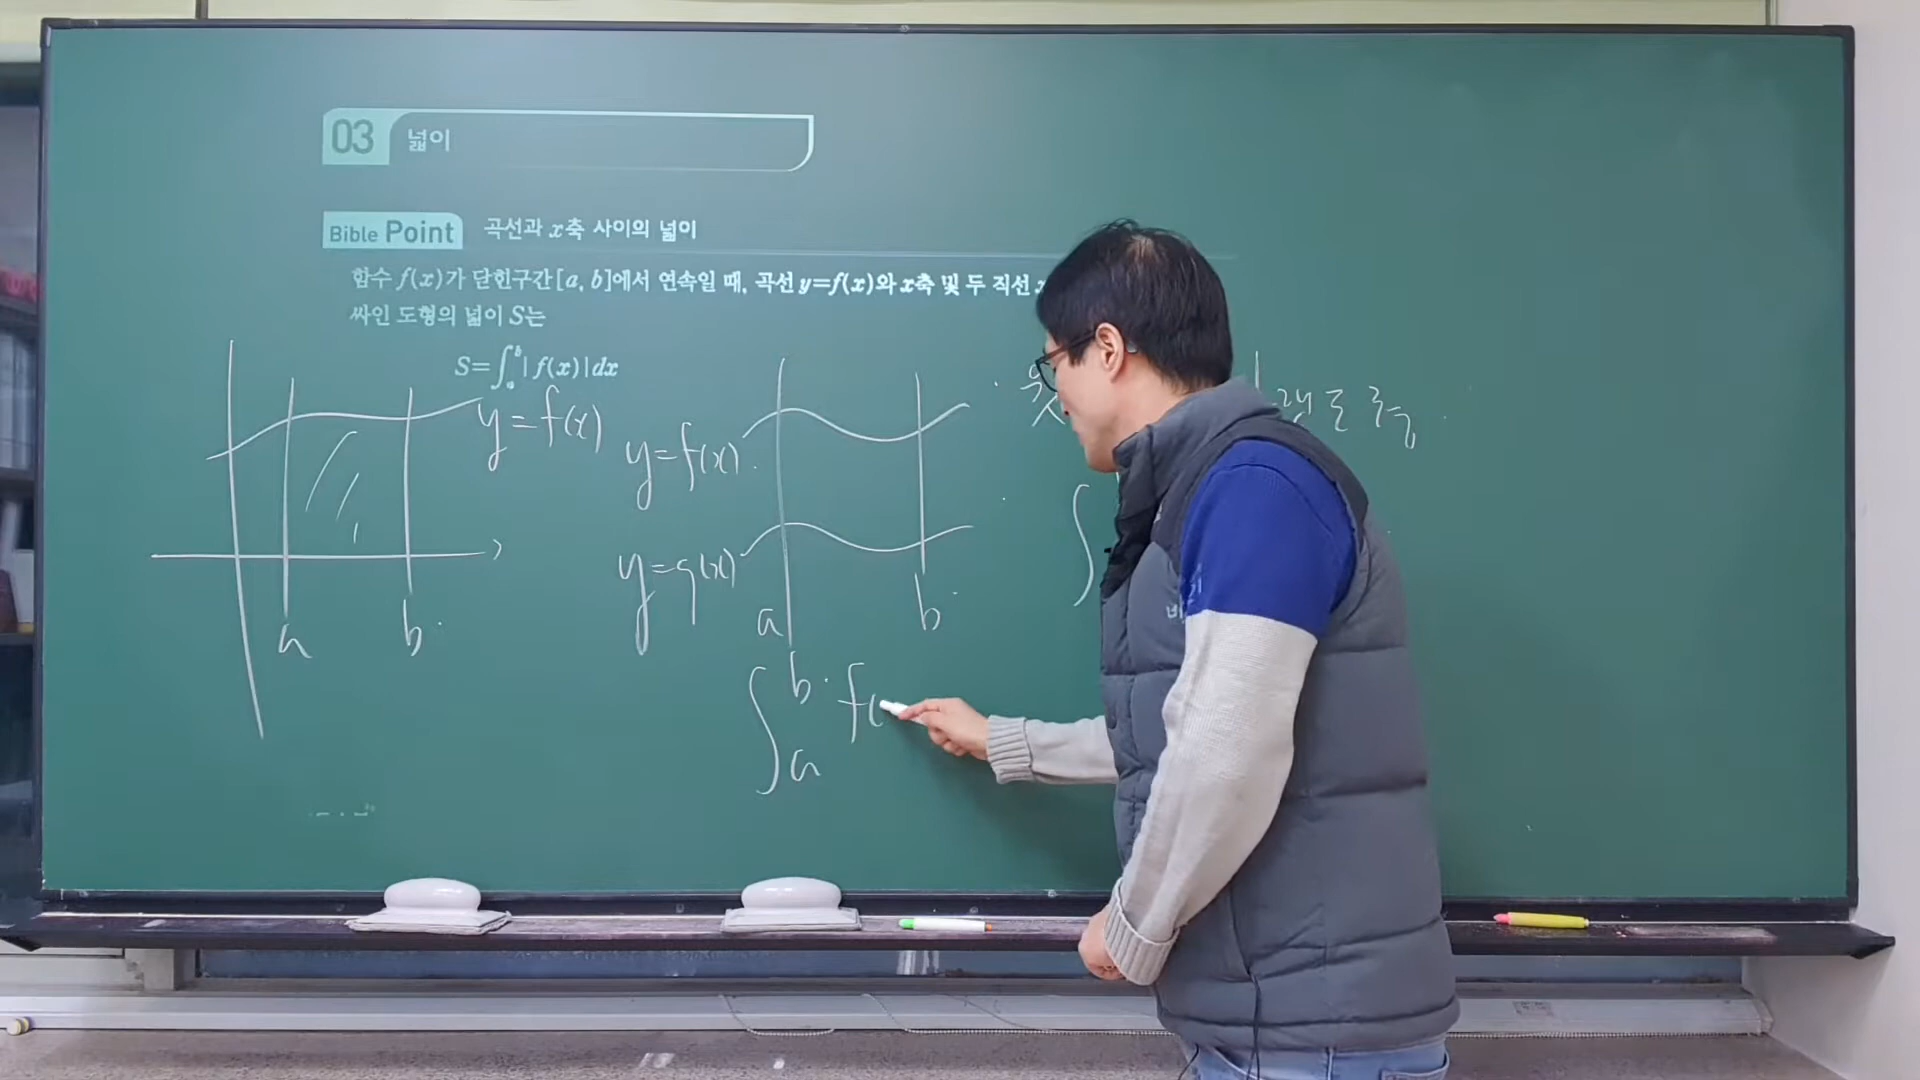 03 넓이
Bible Point 곡선과 x축 사이의 넓이
함수 f(x)가 닫힌구간 [a, b]에서 연속일 때, 곡선 y=f(x)와 x축 및 두 직선
싸인 도형의 넓이 S는
S=∫ₐᵇ|f(x)|dx
y=f(x)
a
b
y=f(x)
y=g(x)
a
b
∫ₐᵇ f(
∫